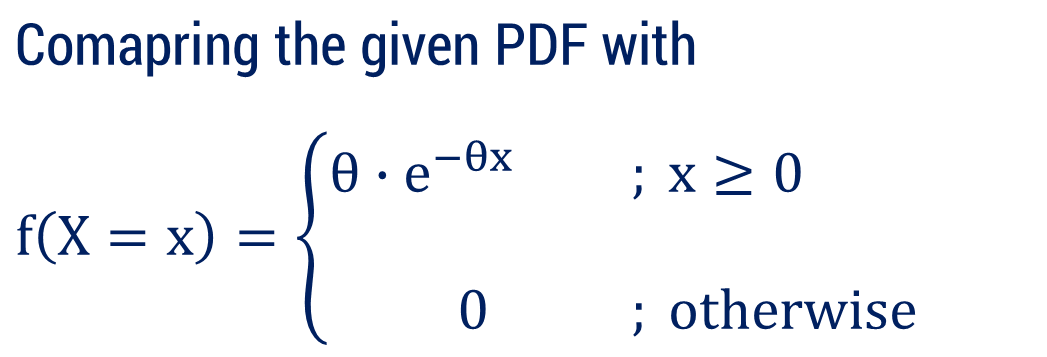 Comapring the given PDF with
f(X = x) = { θ · e^{−θx} ; x ≥ 0
0 ; otherwise